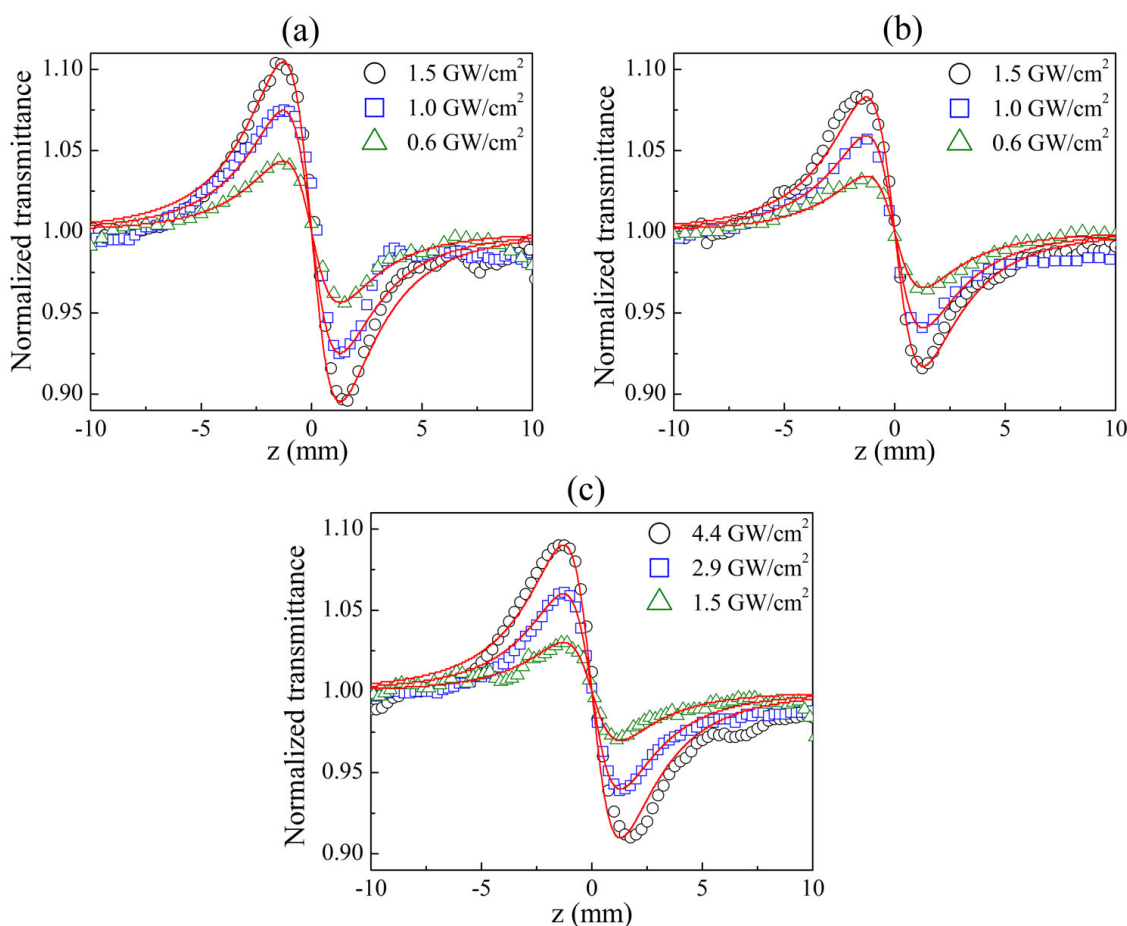 (a)
1.5 GW/cm²
1.0 GW/cm²
0.6 GW/cm²
Normalized transmittance
1.10
1.05
1.00
0.95
0.90
-10
-5
0
5
10
z (mm)
(b)
1.5 GW/cm²
1.0 GW/cm²
0.6 GW/cm²
Normalized transmittance
1.10
1.05
1.00
0.95
0.90
-10
-5
0
5
10
z (mm)
(c)
4.4 GW/cm²
2.9 GW/cm²
1.5 GW/cm²
Normalized transmittance
1.10
1.05
1.00
0.95
0.90
-10
-5
0
5
10
z (mm)